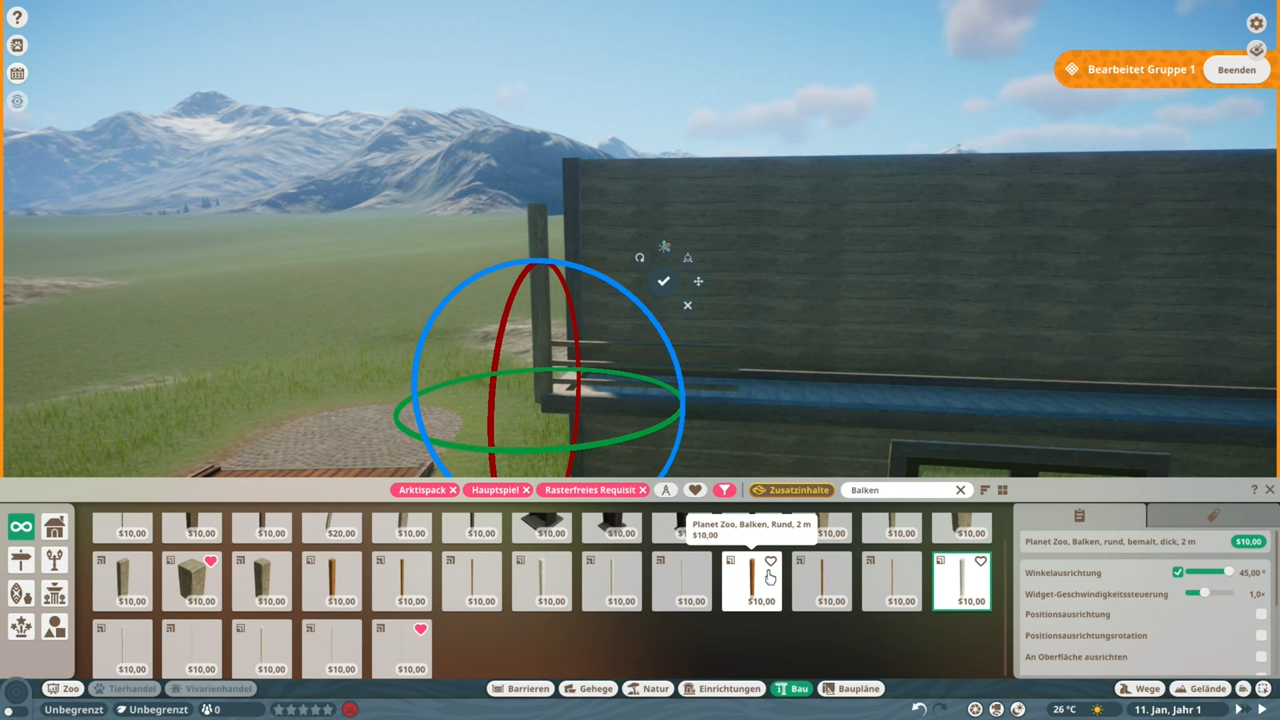 Bearbeitet Gruppe 1
Beenden
Arktispack
Hauptspiel
Rasterfreies Requisit
Zusatzinhalte
Balken
$10,00 $10,00 $10,00 $20,00 $10,00 $10,00 $10,00
Planet Zoo, Balken, Rund, 2 m
$10,00
$10,00 $10,00
$10,00 $10,00 $10,00 $10,00 $10,00 $10,00 $10,00 $10,00 $10,00 $10,00 $10,00 $10,00 $10,00
$10,00 $10,00 $10,00 $10,00 $10,00
Planet Zoo, Balken, rund, bemalt, dick, 2 m
$10,00
Winkelausrichtung
45,00°
Widget-Geschwindigkeitssteuerung
1,0×
Positionsausrichtung
Positionsausrichtungsrotation
An Oberfläche ausrichten
Zoo
Tierhandel
Vivarienhandel
Barrieren
Gehege
Natur
Einrichtungen
Bau
Baupläne
Wege
Gelände
Unbegrenzt
Unbegrenzt
0
26 °C
11. Jan, Jahr 1